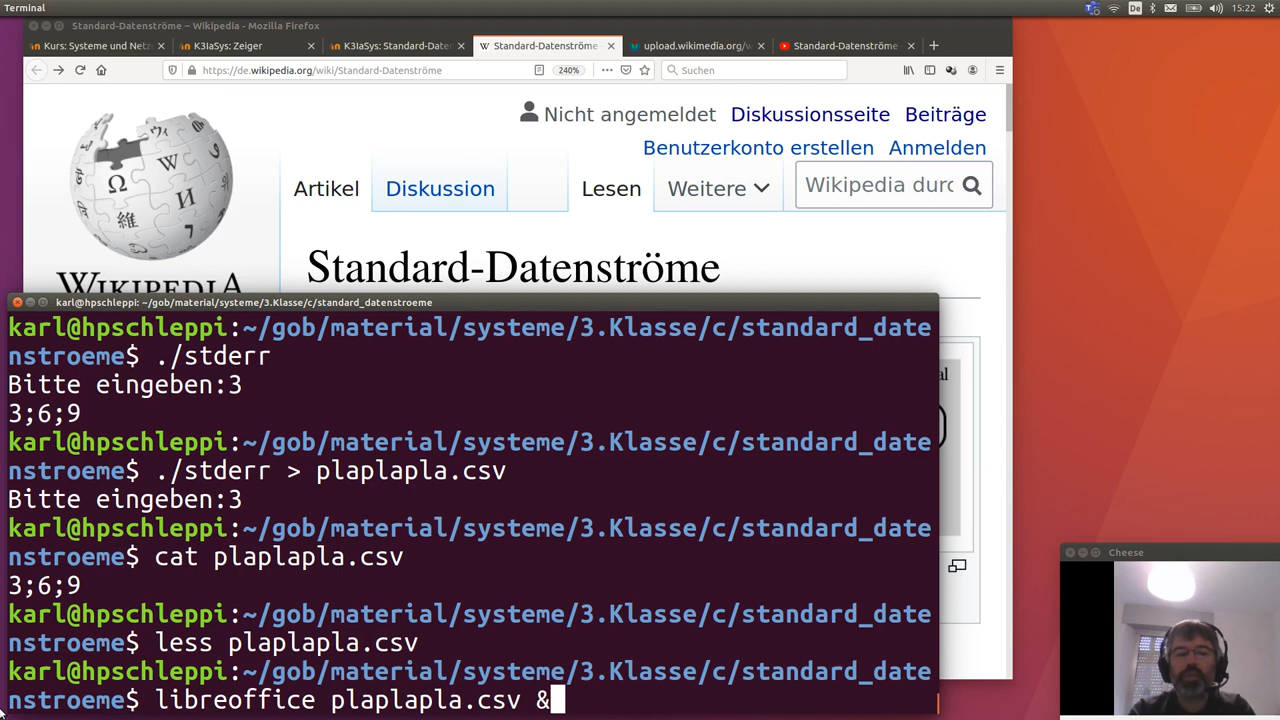 Terminal
De
15:22
Standard-Datenströme – Wikipedia - Mozilla Firefox
Kurs: Systeme und Netz
K3IaSys: Zeiger
K3IaSys: Standard-Date
Standard-Datenströme –
upload.wikimedia.org/w
Standard-Datenströme
https://de.wikipedia.org/wiki/Standard-Datenströme
240%
Suchen
Nicht angemeldet Diskussionsseite Beiträge
Benutzerkonto erstellen Anmelden
Artikel Diskussion Lesen Weitere Wikipedia durc
Ω W И 維
WIKIPEDIA
Standard-Datenströme
al
karl@hpschleppi: ~/gob/material/systeme/3.Klasse/c/standard_datenstroeme
karl@hpschleppi:~/gob/material/systeme/3.Klasse/c/standard_date
nstroeme$ ./stderr
Bitte eingeben:3
3;6;9
karl@hpschleppi:~/gob/material/systeme/3.Klasse/c/standard_date
nstroeme$ ./stderr > plaplapla.csv
Bitte eingeben:3
karl@hpschleppi:~/gob/material/systeme/3.Klasse/c/standard_date
nstroeme$ cat plaplapla.csv
3;6;9
karl@hpschleppi:~/gob/material/systeme/3.Klasse/c/standard_date
nstroeme$ less plaplapla.csv
karl@hpschleppi:~/gob/material/systeme/3.Klasse/c/standard_date
nstroeme$ libreoffice plaplapla.csv &
Cheese